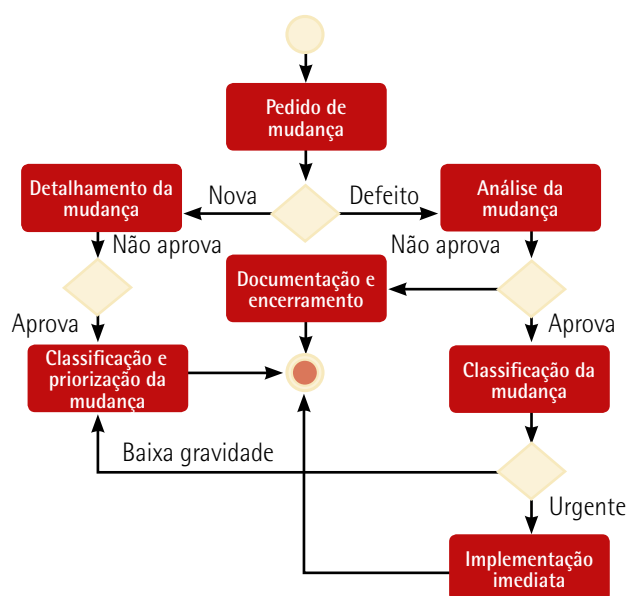 Pedido de
mudança
Detalhamento da
mudança
Nova
Defeito
Análise da
mudança
Não aprova
Não aprova
Documentação e
encerramento
Aprova
Aprova
Classificação e
priorização da
mudança
Classificação da
mudança
Baixa gravidade
Urgente
Implementação
imediata